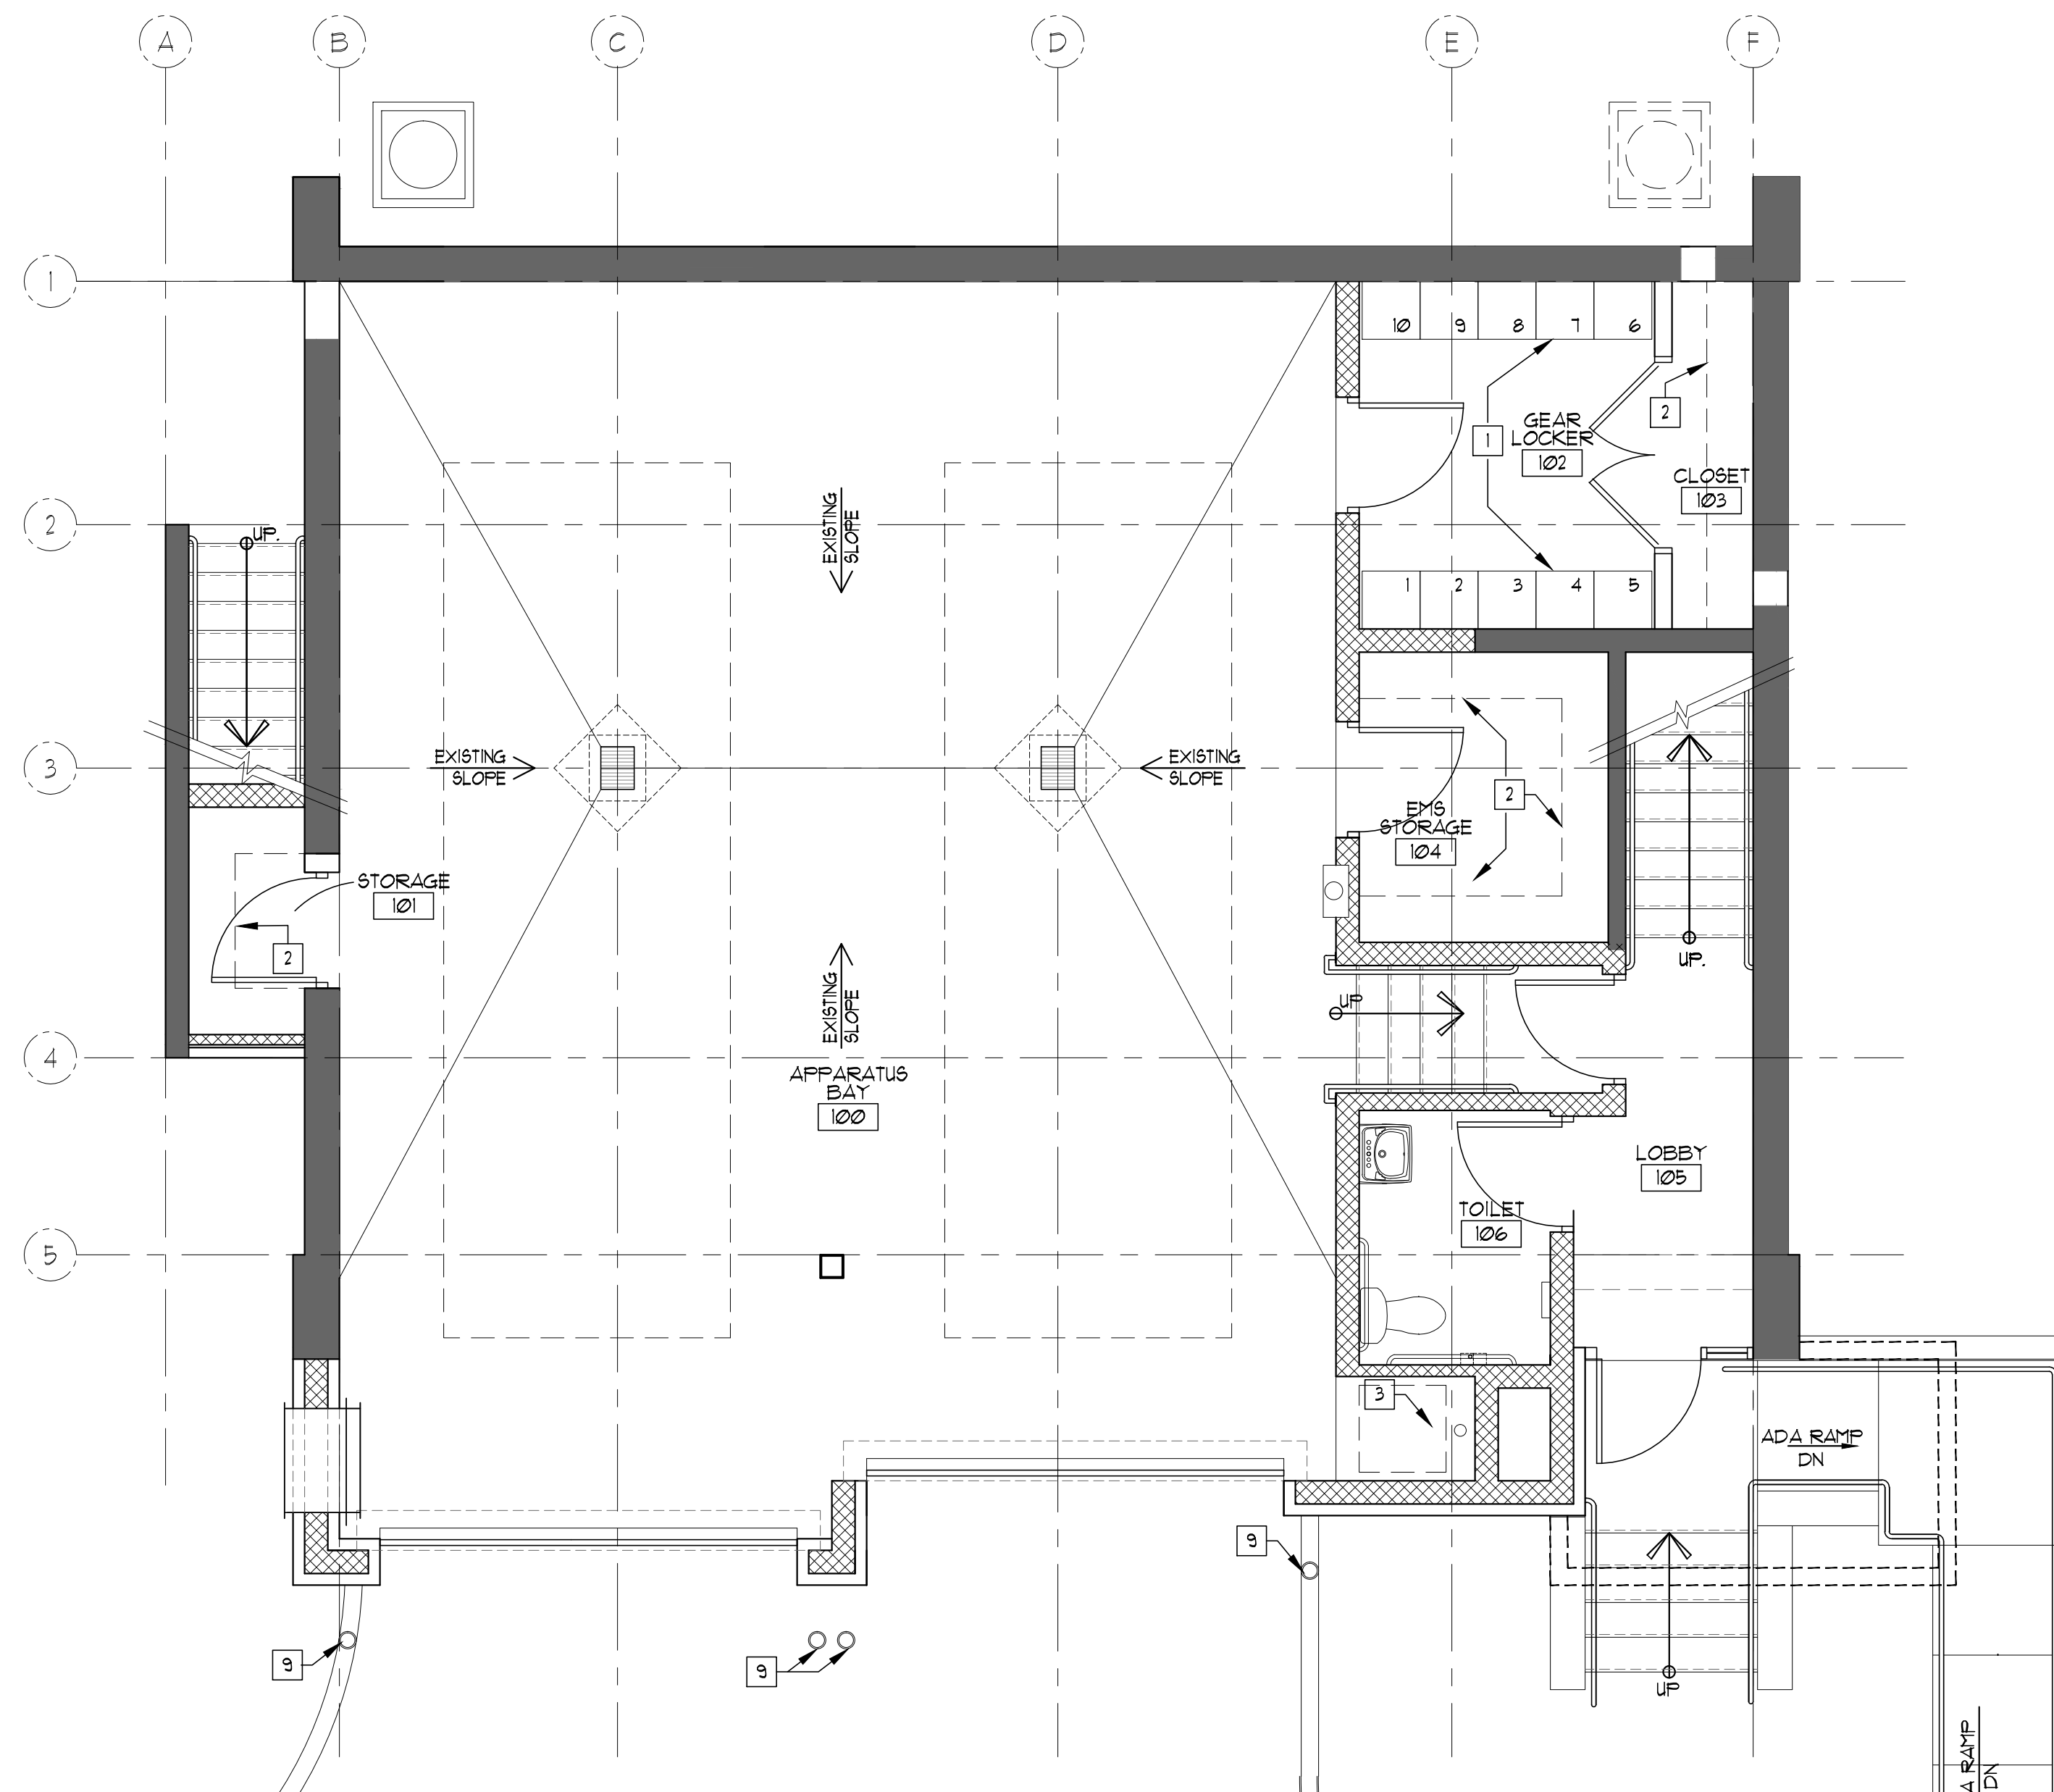 A B C D E F
1
10 9 8 7 6
2
GEAR
LOCKER
102
1
CLOSET
103
2
UP.
EXISTING
SLOPE
1 2 3 4 5
3
EXISTING
SLOPE
EXISTING
SLOPE
2
EMS
STORAGE
104
STORAGE
101
2
UP.
EXISTING
SLOPE
UP
4
APPARATUS
BAY
100
LOBBY
105
TOILET
106
5
3
ADA RAMP
DN
9
9
9
UP
A RAMP
DN